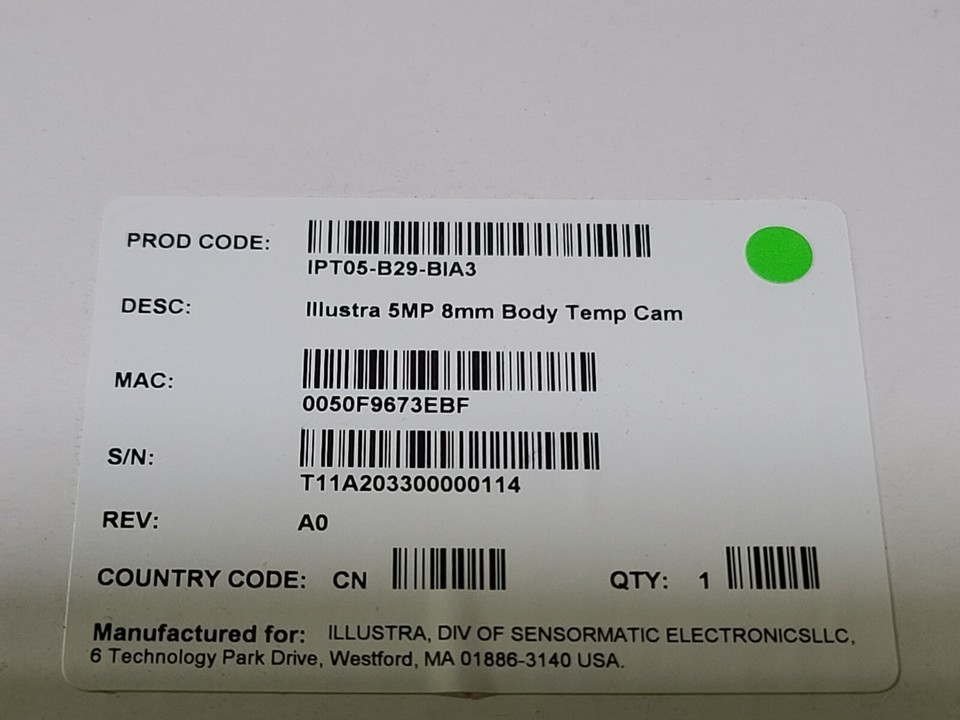 PROD CODE:
IPT05-B29-BIA3
DESC: Illustra 5MP 8mm Body Temp Cam
MAC:
0050F9673EBF
S/N:
T11A203300000114
REV: A0
COUNTRY CODE: CN QTY: 1
Manufactured for: ILLUSTRA, DIV OF SENSORMATIC ELECTRONICSLLC,
6 Technology Park Drive, Westford, MA 01886-3140 USA.